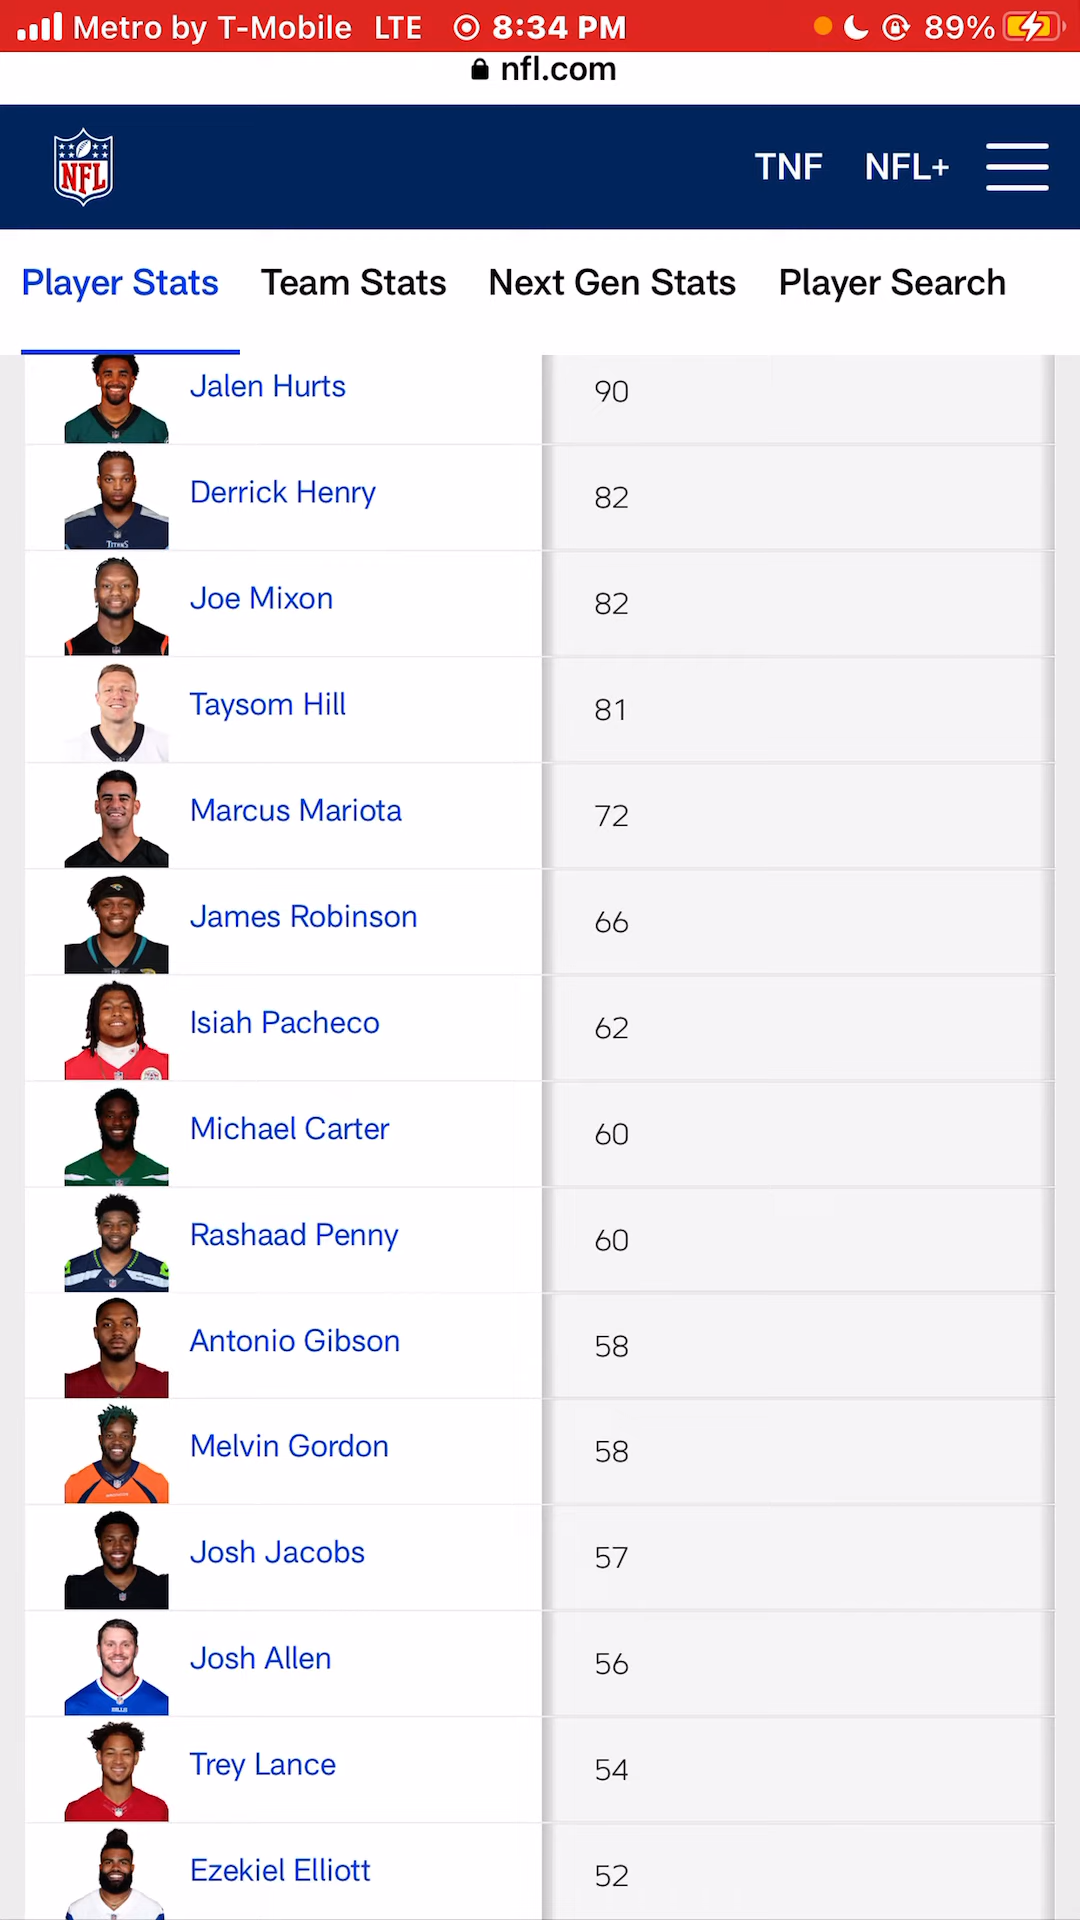 Metro by T-Mobile LTE 8:34 PM 89%
nfl.com
NFL TNF NFL+
Player Stats Team Stats Next Gen Stats Player Search
Jalen Hurts 90
Derrick Henry 82
TITANS
Joe Mixon 82
Taysom Hill 81
Marcus Mariota 72
James Robinson 66
Isiah Pacheco 62
Michael Carter 60
Rashaad Penny 60
Antonio Gibson 58
Melvin Gordon 58
Josh Jacobs 57
Josh Allen 56
BILLS
Trey Lance 54
Ezekiel Elliott 52